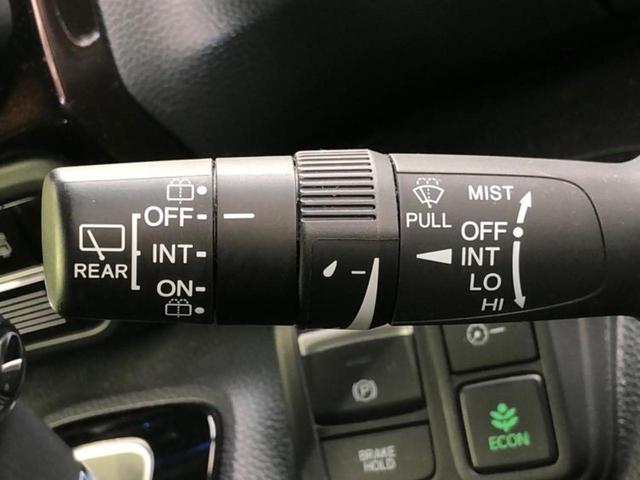 OFF
INT
ON
REAR
PULL
MIST
OFF
INT
LO
HI
P
BRAKE
HOLD
ECON